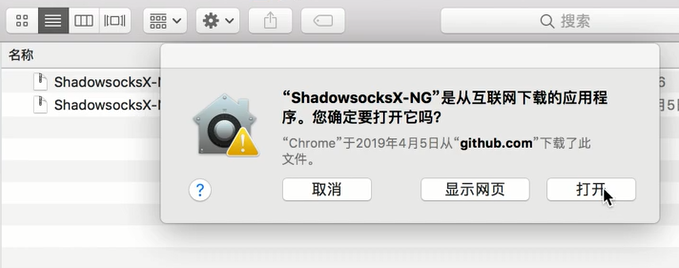 搜索
名称
ShadowsocksX-N
6
ShadowsocksX-N
月5日
“ShadowsocksX-NG”是从互联网下载的应用程
序。您确定要打开它吗？
“Chrome”于2019年4月5日从“github.com”下载了此
文件。
?
取消
显示网页
打开